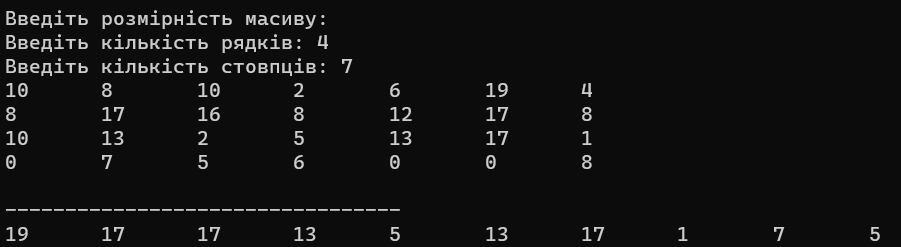 Введіть розмірність масиву:
Введіть кількість рядків: 4
Введіть кількість стовпців: 7
10 8 10 2 6 19 4
8 17 16 8 12 17 8
10 13 2 5 13 17 1
0 7 5 6 0 0 8
---------------------------------
19 17 17 13 5 13 17 1 7 5